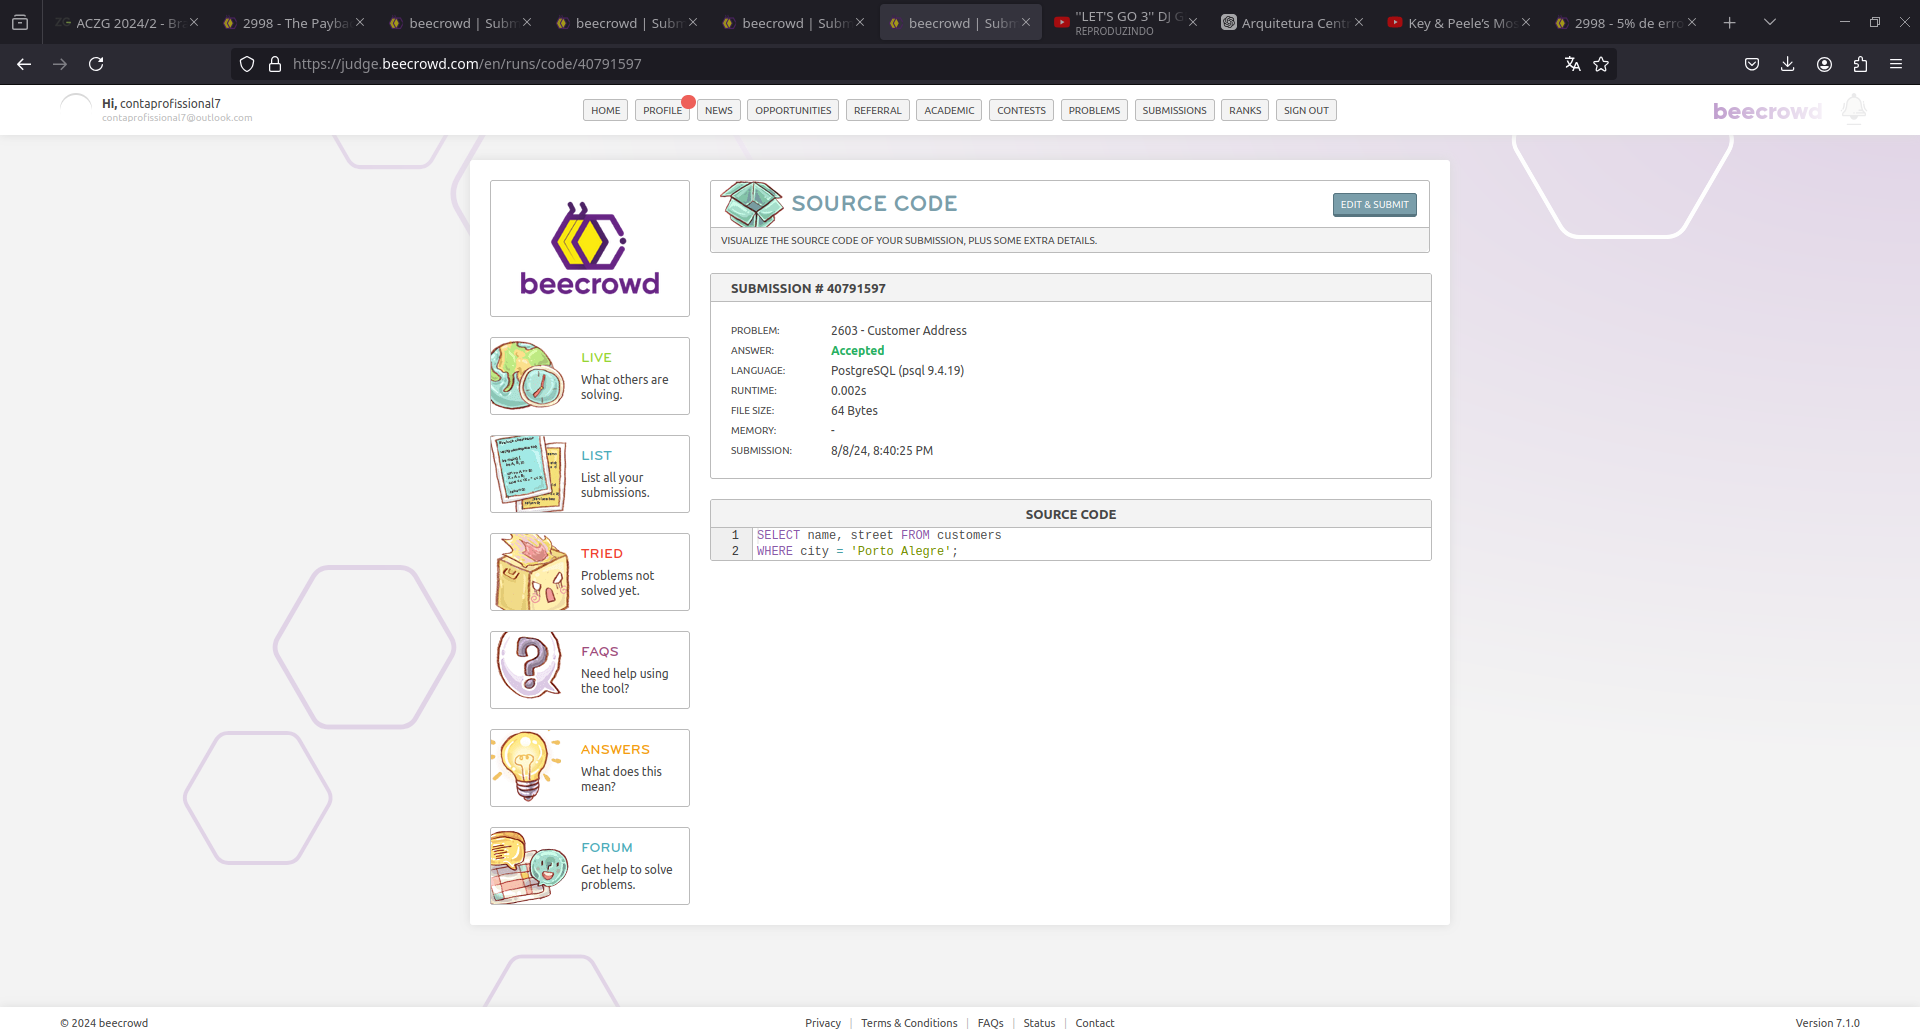 ACZG 2024/2 - Br
2998 - The Payba
beecrowd | Subm
beecrowd | Subm
beecrowd | Subm
beecrowd | Subm
"LET'S GO 3" DJ G
REPRODUZINDO
Arquitetura Cent
Key & Peele's Mo
2998 - 5% de erro
https://judge.beecrowd.com/en/runs/code/40791597
Hi, contaprofissional7
contaprofissional7@outlook.com
HOME
PROFILE
NEWS
OPPORTUNITIES
REFERRAL
ACADEMIC
CONTESTS
PROBLEMS
SUBMISSIONS
RANKS
SIGN OUT
beecrowd
beecrowd
LIVE
What others are
solving.
LIST
List all your
submissions.
TRIED
Problems not
solved yet.
FAQS
Need help using
the tool?
ANSWERS
What does this
mean?
FORUM
Get help to solve
problems.
SOURCE CODE
EDIT & SUBMIT
VISUALIZE THE SOURCE CODE OF YOUR SUBMISSION, PLUS SOME EXTRA DETAILS.
SUBMISSION # 40791597
PROBLEM: 2603 - Customer Address
ANSWER: Accepted
LANGUAGE: PostgreSQL (psql 9.4.19)
RUNTIME: 0.002s
FILE SIZE: 64 Bytes
MEMORY: -
SUBMISSION: 8/8/24, 8:40:25 PM
SOURCE CODE
1 SELECT name, street FROM customers
2 WHERE city = 'Porto Alegre';
© 2024 beecrowd
Privacy | Terms & Conditions | FAQs | Status | Contact
Version 7.1.0